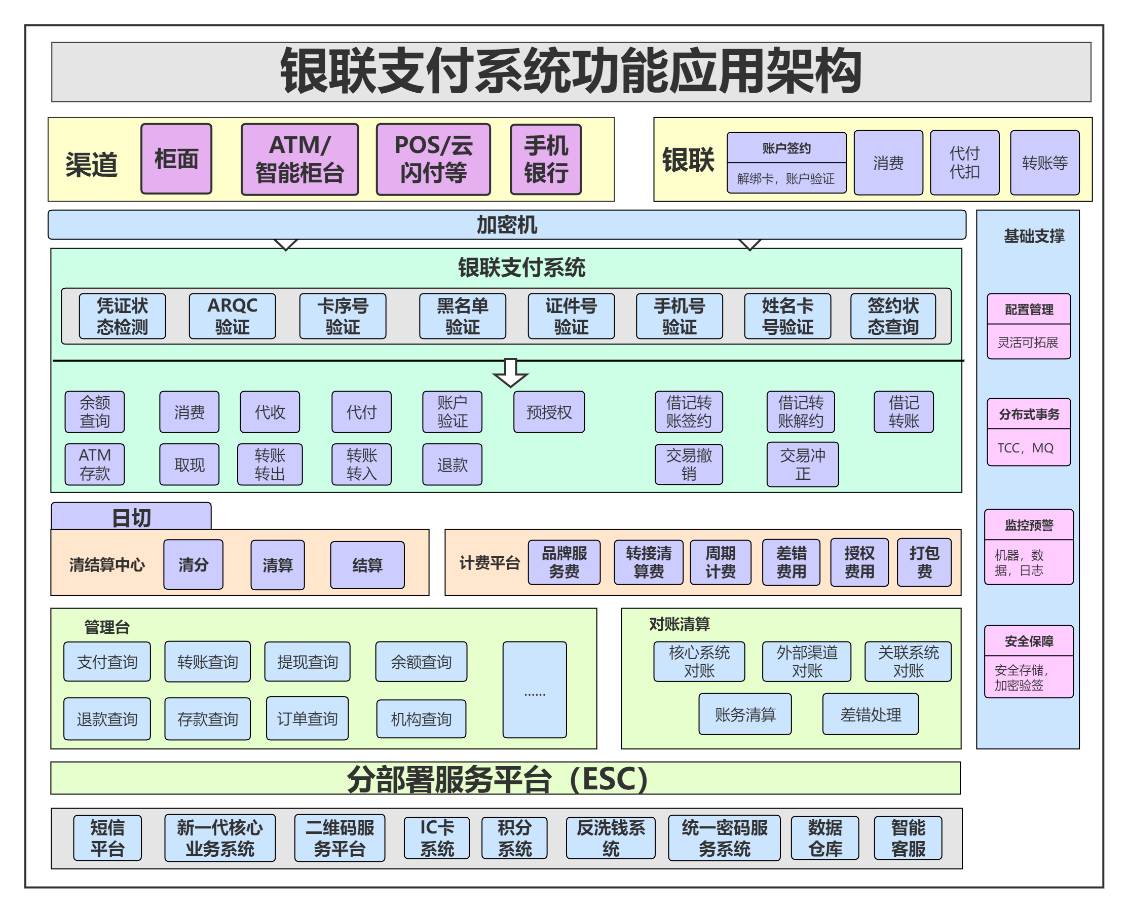 银联支付系统功能应用架构
渠道
柜面
ATM/
智能柜台
POS/云
闪付等
手机
银行
银联
账户签约
解绑卡，账户验证
消费
代付
代扣
转账等
加密机
基础支撑
配置管理
灵活可拓展
分布式事务
TCC，MQ
监控预警
机器，数
据，日志
安全保障
安全存储，
加密验签
银联支付系统
凭证状
态检测
ARQC
验证
卡序号
验证
黑名单
验证
证件号
验证
手机号
验证
姓名卡
号验证
签约状
态查询
余额
查询
消费
代收
代付
账户
验证
预授权
借记转
账签约
借记转
账解约
借记
转账
ATM
存款
取现
转账
转出
转账
转入
退款
交易撤
销
交易冲
正
日切
清结算中心
清分
清算
结算
计费平台
品牌服
务费
转接清
算费
周期
计费
差错
费用
授权
费用
打包
费
管理台
支付查询
转账查询
提现查询
余额查询
退款查询
存款查询
订单查询
机构查询
......
对账清算
核心系统
对账
外部渠道
对账
关联系统
对账
账务清算
差错处理
分部署服务平台（ESC）
短信
平台
新一代核心
业务系统
二维码服
务平台
IC卡
系统
积分
系统
反洗钱系
统
统一密码服
务系统
数据
仓库
智能
客服